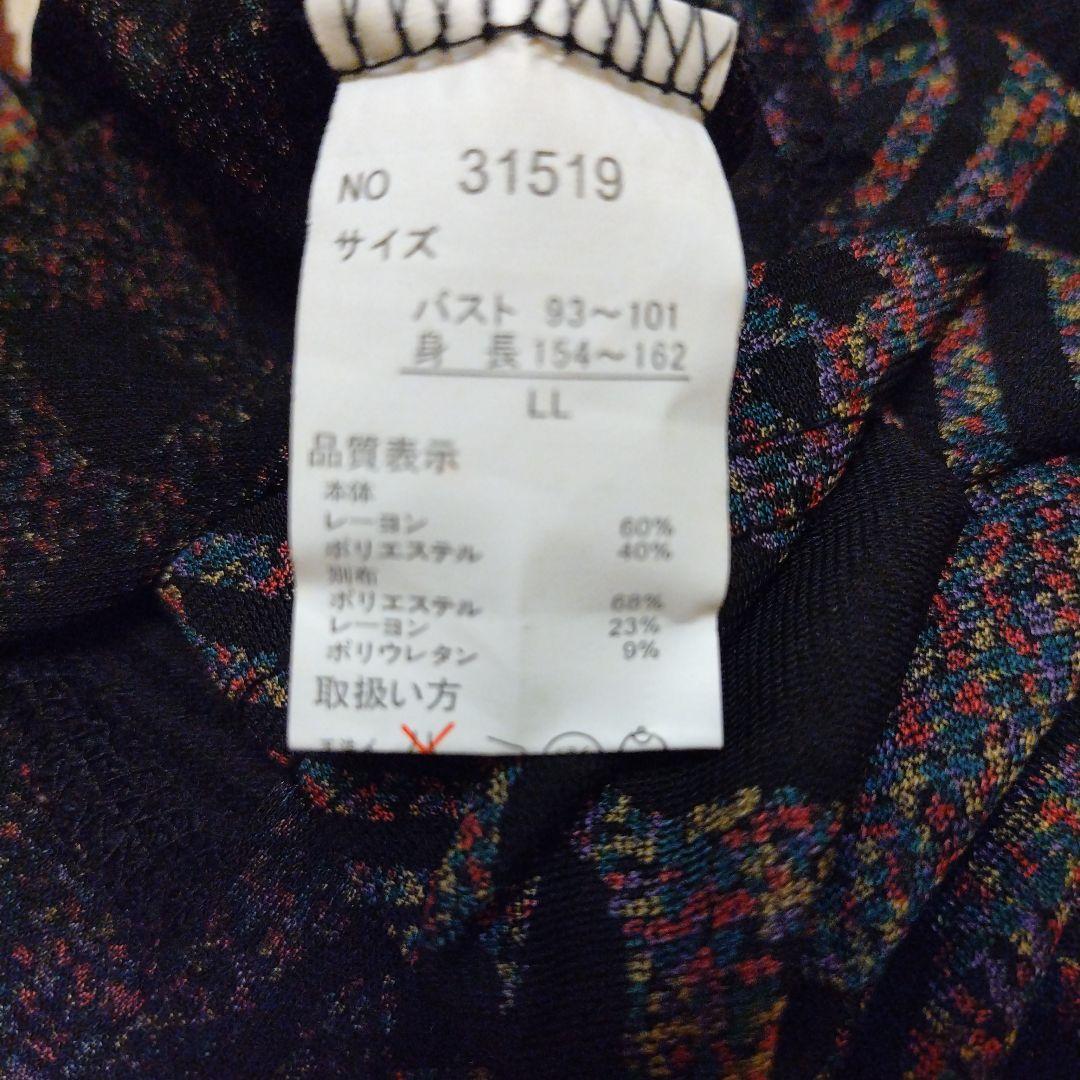 NO 31519
サイズ
バスト 93～101
身 長 154～162
LL
品質表示
本体
レーヨン 60%
ポリエステル 40%
別布
ポリエステル 68%
レーヨン 23%
ポリウレタン 9%
取扱い方